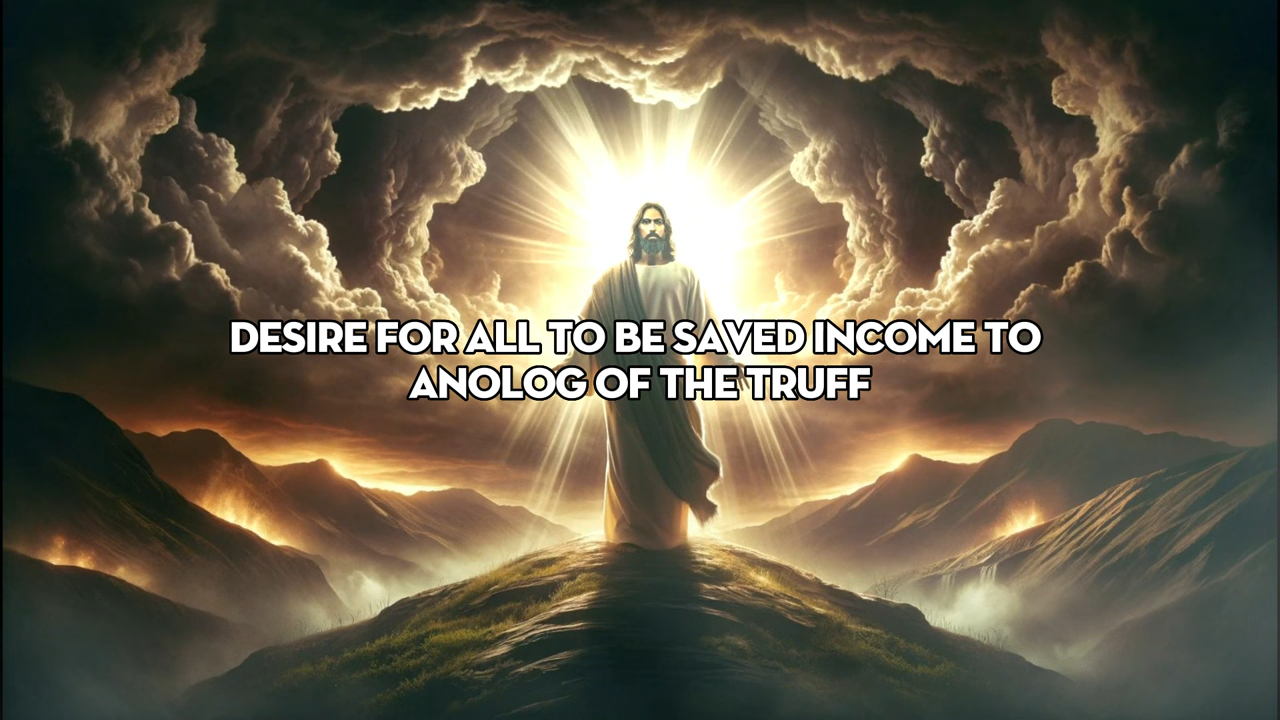 DESIRE FOR ALL TO BE SAVED INCOME TO
ANOLOG OF THE TRUFF